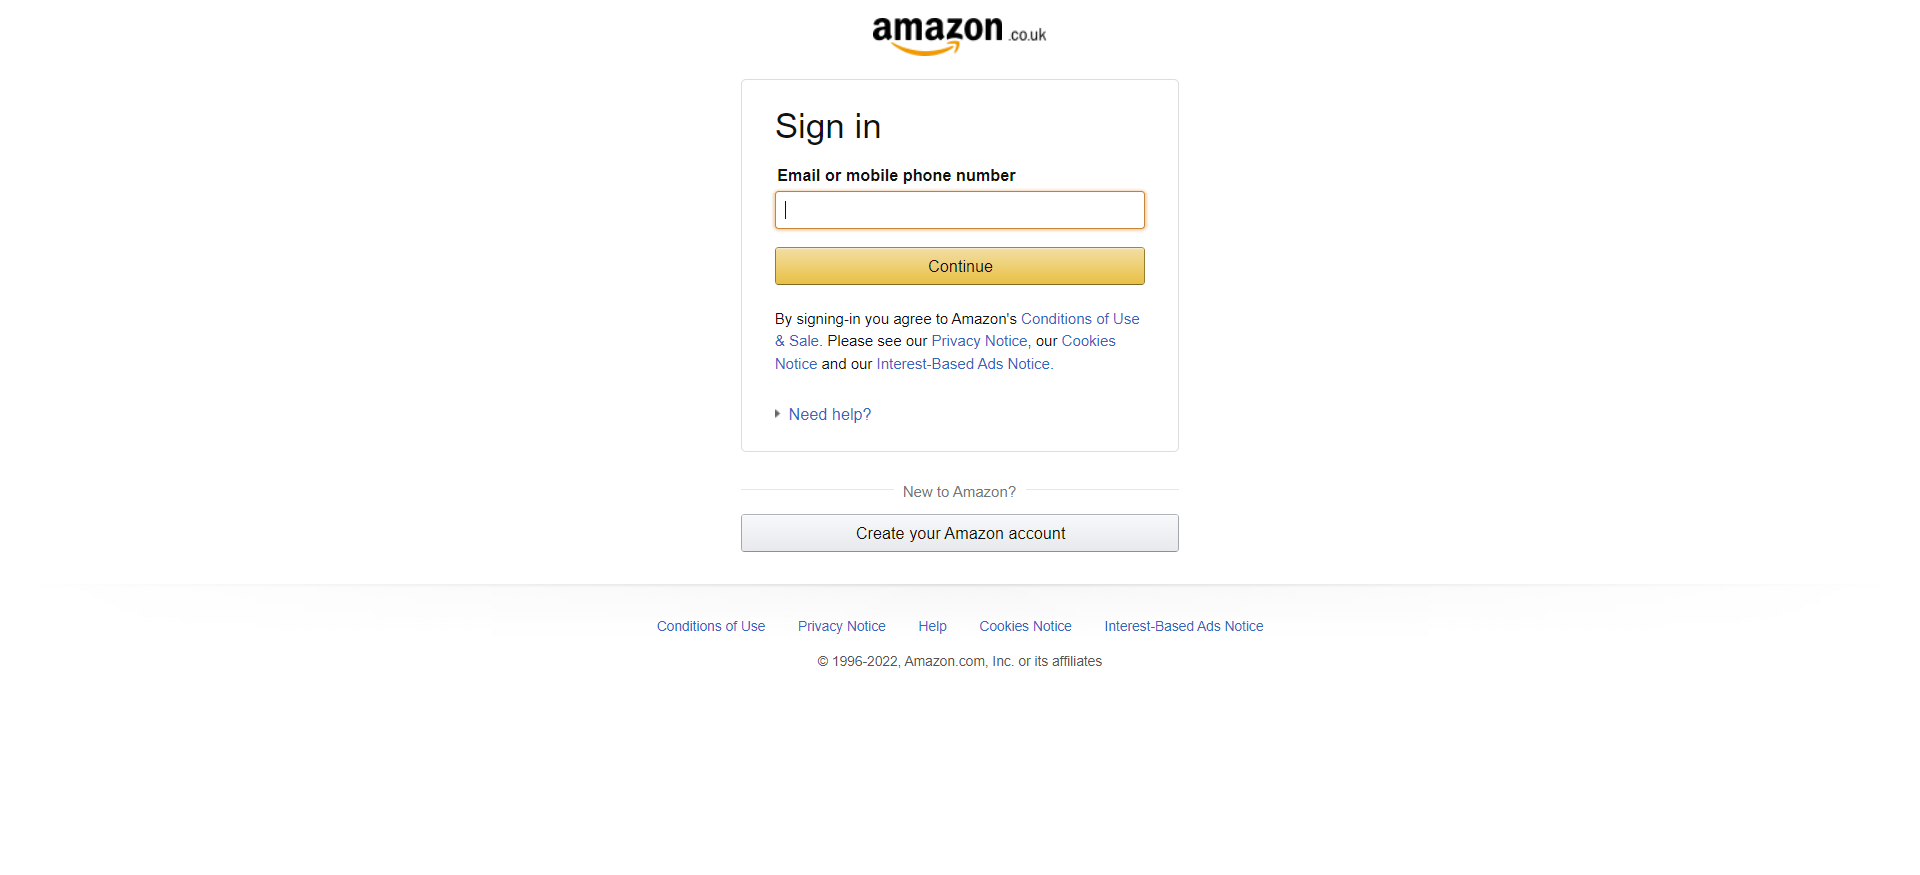 amazon.co.uk
Sign in
Email or mobile phone number
Continue
By signing-in you agree to Amazon's Conditions of Use
& Sale. Please see our Privacy Notice, our Cookies
Notice and our Interest-Based Ads Notice.
Need help?
New to Amazon?
Create your Amazon account
Conditions of Use Privacy Notice Help Cookies Notice Interest-Based Ads Notice
© 1996-2022, Amazon.com, Inc. or its affiliates